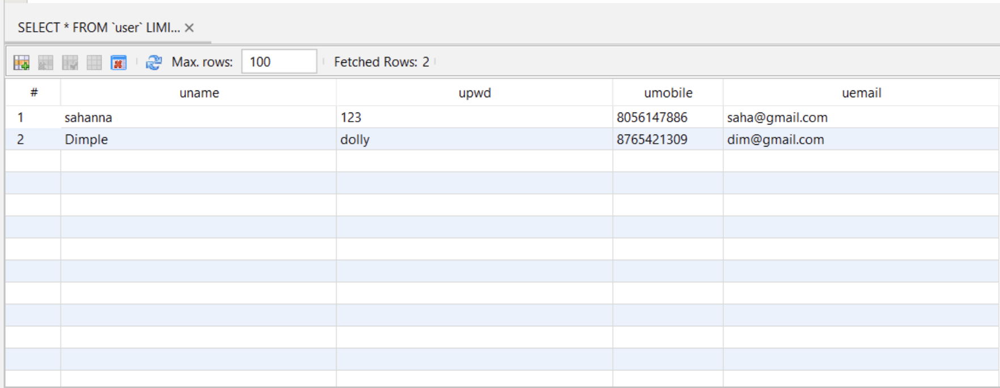 SELECT * FROM `user` LIMI... ×
Max. rows: 100 Fetched Rows: 2
# uname upwd umobile uemail
1 sahanna 123 8056147886 saha@gmail.com
2 Dimple dolly 8765421309 dim@gmail.com